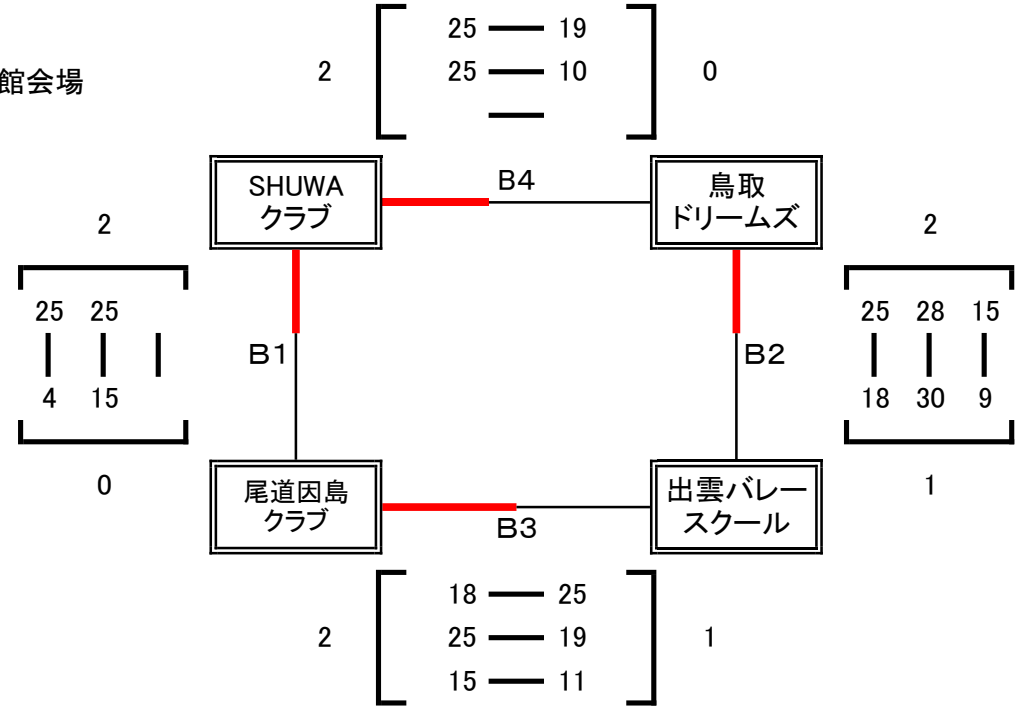 25 19
館会場
2
25 10
0
SHUWA
クラブ
B4
鳥取
ドリームズ
2
2
25 25
25 28 15
B1
B2
4 15
18 30 9
0
1
尾道因島
クラブ
B3
出雲バレー
スクール
18 25
2
25 19
1
15 11